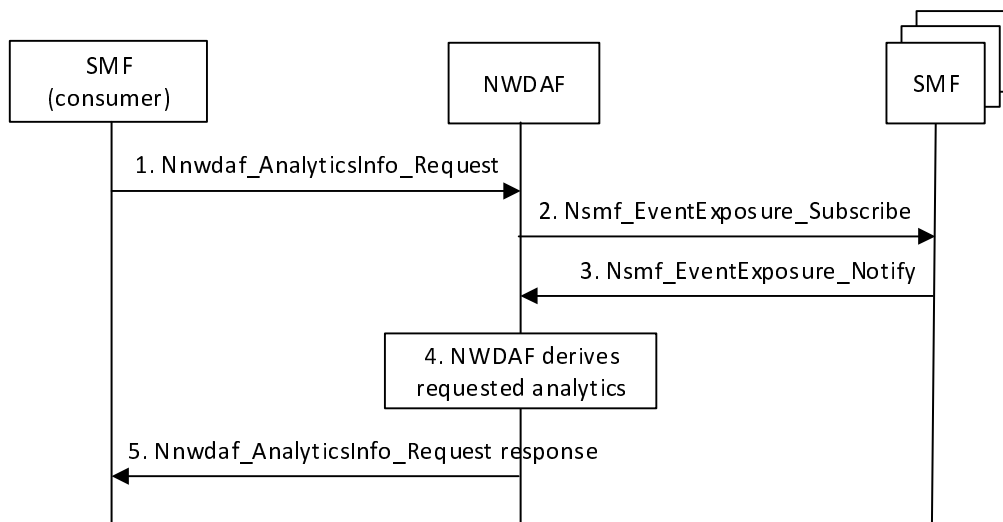 SMF
(consumer)
NWDAF
SMF
1. Nnwdaf_AnalyticsInfo_Request
2. Nsmf_EventExposure_Subscribe
3. Nsmf_EventExposure_Notify
4. NWDAF derives
requested analytics
5. Nnwdaf_AnalyticsInfo_Request response